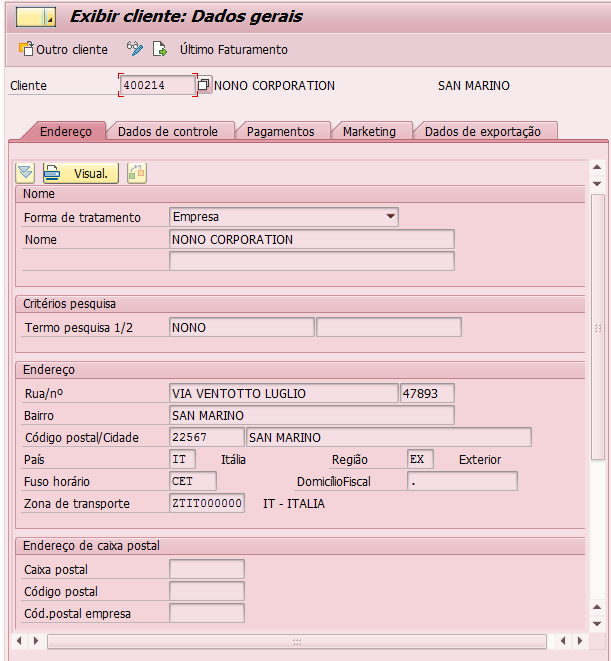 Exibir cliente: Dados gerais
Outro cliente Último Faturamento
Cliente 400214 NONO CORPORATION SAN MARINO
Endereço Dados de controle Pagamentos Marketing Dados de exportação
Visual.
Nome
Forma de tratamento Empresa
Nome NONO CORPORATION
Critérios pesquisa
Termo pesquisa 1/2 NONO
Endereço
Rua/nº VIA VENTOTTO LUGLIO 47893
Bairro SAN MARINO
Código postal/Cidade 22567 SAN MARINO
País IT Itália Região EX Exterior
Fuso horário CET DomicílioFiscal .
Zona de transporte ZTIT000000 IT - ITALIA
Endereço de caixa postal
Caixa postal
Código postal
Cód.postal empresa